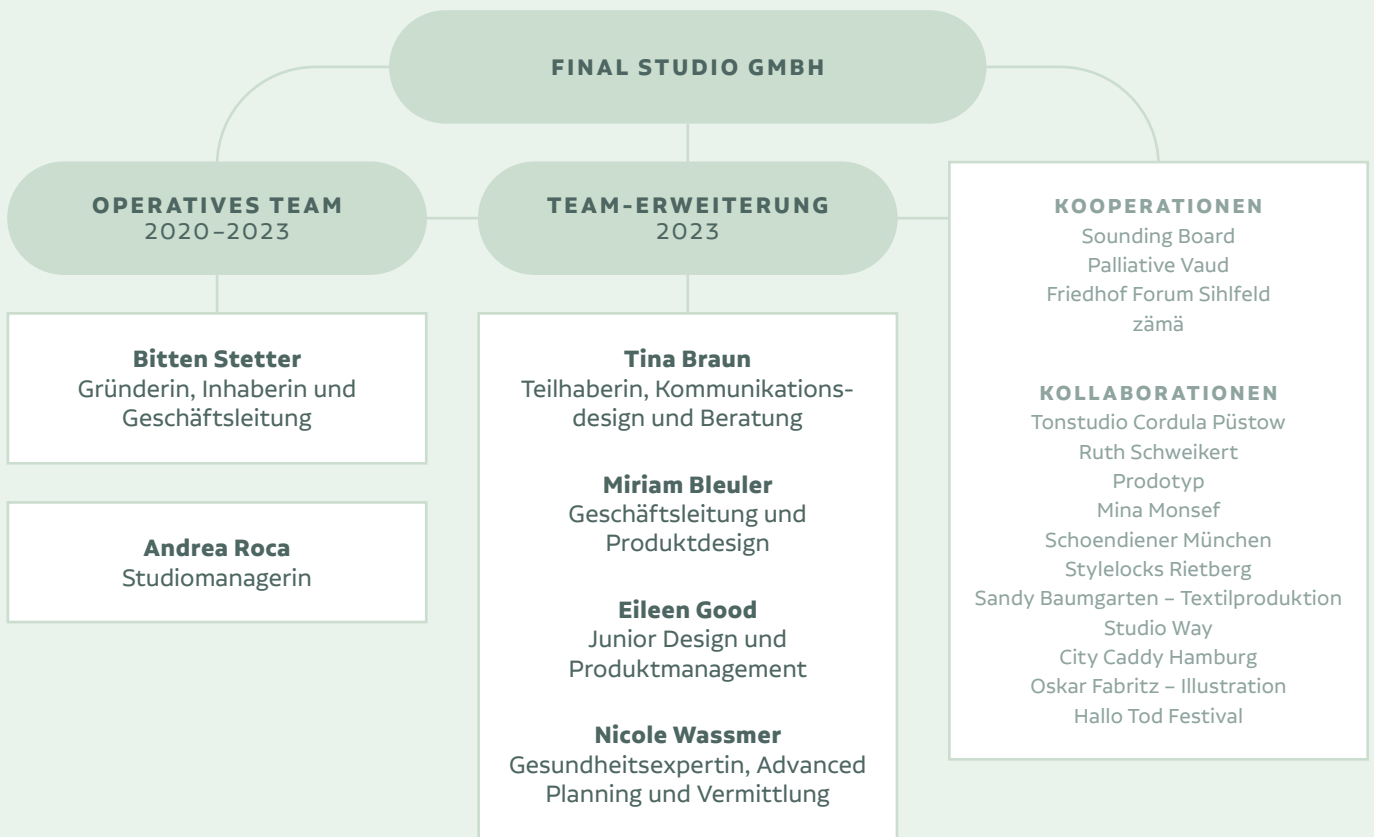 FINAL STUDIO GMBH
OPERATIVES TEAM
2020–2023
Bitten Stetter
Gründerin, Inhaberin und
Geschäftsleitung
Andrea Roca
Studiomanagerin
TEAM-ERWEITERUNG
2023
Tina Braun
Teilhaberin, Kommunikations-
design und Beratung
Miriam Bleuler
Geschäftsleitung und
Produktdesign
Eileen Good
Junior Design und
Produktmanagement
Nicole Wassmer
Gesundheitsexpertin, Advanced
Planning und Vermittlung
KOOPERATIONEN
Sounding Board
Palliative Vaud
Friedhof Forum Sihlfeld
zämä
KOLLABORATIONEN
Tonstudio Cordula Püstow
Ruth Schweikert
Prodotyp
Mina Monsef
Schoendiener München
Stylelocks Rietberg
Sandy Baumgarten – Textilproduktion
Studio Way
City Caddy Hamburg
Oskar Fabritz – Illustration
Hallo Tod Festival